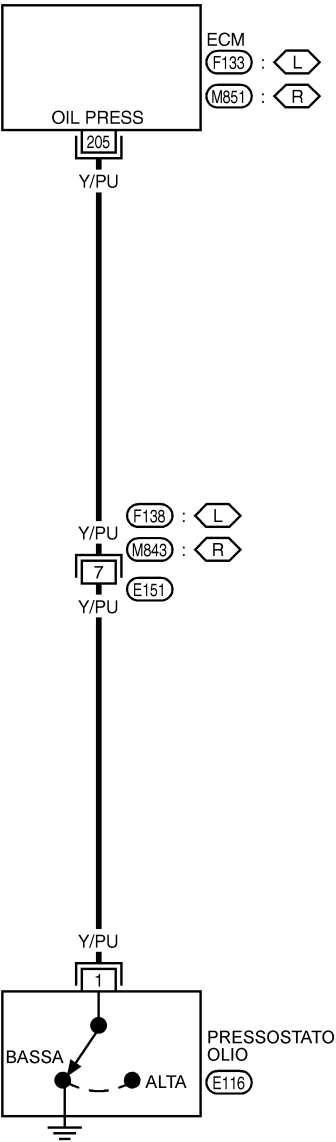 ECM
F133 : L
M851 : R
OIL PRESS
205
Y/PU
F138 : L
Y/PU
M843 : R
7
E151
Y/PU
Y/PU
1
PRESSOSTATO
OLIO
BASSA
ALTA
E116